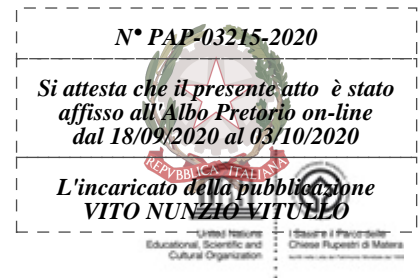 N° PAP-03215-2020
Si attesta che il presente atto è stato
affisso all'Albo Pretorio on-line
dal 18/09/2020 al 03/10/2020
REPVBBLICA ITALIANA
L'incaricato della pubblicazione
VITO NUNZIO VITULLO
United Nations
Educational, Scientific and
Cultural Organization
I Sassi e il Parco delle
Chiese Rupestri di Matera